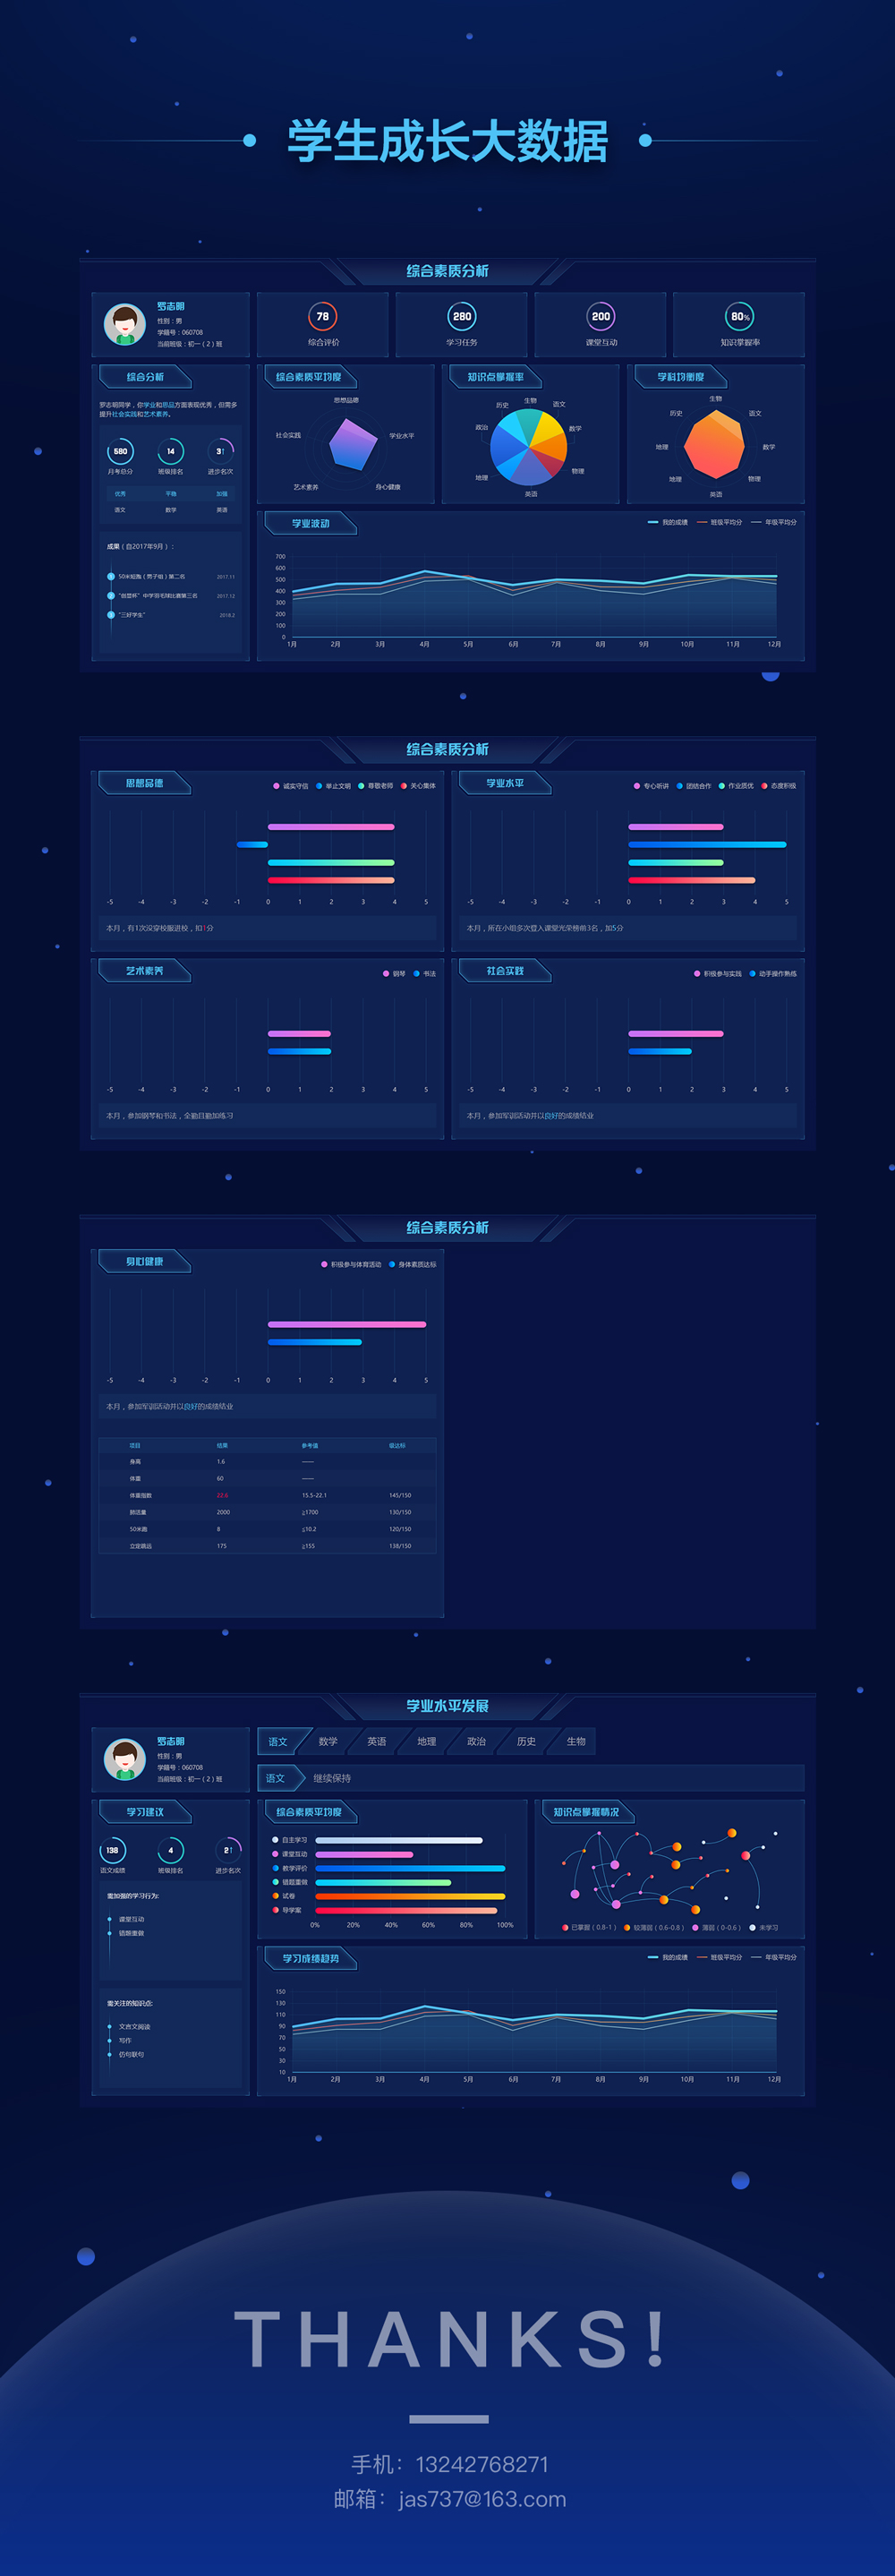 学生成长大数据
综合素质分析
罗志明
性别：男
学籍号：060708
当前班级：初一（2）班
78
综合评价
280
学习任务
200
课堂互动
80%
知识掌握率
综合分析
罗志明同学，你学业和思品方面表现优秀，但需多
提升社会实践和艺术素养。
580
月考总分
14
班级排名
3↑
进步名次
优秀 平稳 加强
语文 数学 英语
成果（自2017年9月）：
50米短跑（男子组）第二名 2017.11
中学羽毛球比赛第三名 2017.12
“三好学生” 2018.2
综合素质平均度
思想品德
学业水平
身心健康
艺术素养
社会实践
知识点掌握率
生物
语文
数学
物理
英语
地理
政治
历史
学科均衡度
生物
语文
数学
物理
英语
地理
地理
历史
学业波动
我的成绩 班级平均分 年级平均分
700
600
500
400
300
200
100
0
1月 2月 3月 4月 5月 6月 7月 8月 9月 10月 11月 12月
综合素质分析
思想品德
诚实守信 举止文明 尊敬老师 关心集体
-5 -4 -3 -2 -1 0 1 2 3 4 5
本月，有1次没穿校服进校，扣1分
学业水平
专心听讲 团结合作 作业质优 态度积极
-5 -4 -3 -2 -1 0 1 2 3 4 5
本月，所在小组多次登入课堂光荣榜前3名，加5分
艺术素养
钢琴 书法
-5 -4 -3 -2 -1 0 1 2 3 4 5
本月，参加钢琴和书法，全勤且勤加练习
社会实践
积极参与实践 动手操作熟练
-5 -4 -3 -2 -1 0 1 2 3 4 5
本月，参加军训活动并以良好的成绩结业
综合素质分析
身心健康
积极参与体育活动 身体素质达标
-5 -4 -3 -2 -1 0 1 2 3 4 5
本月，参加军训活动并以良好的成绩结业
项目 结果 参考值 级达标
身高 1.6 ——
体重 60 ——
体重指数 22.6 15.5-22.1 145/150
肺活量 2000 ≧1700 130/150
50米跑 8 ≦10.2 120/150
立定跳远 175 ≧155 138/150
学业水平发展
罗志明
性别：男
学籍号：060708
当前班级：初一（2）班
语文 数学 英语 地理 政治 历史 生物
语文 继续保持
学习建议
138
语文成绩
4
班级排名
2↑
进步名次
需加强的学习行为:
课堂互动
错题重做
需关注的知识点:
文言文阅读
写作
仿句联句
综合素质平均度
自主学习
课堂互动
教学评价
错题重做
试卷
导学案
0% 20% 40% 60% 80% 100%
知识点掌握情况
已掌握（0.8-1） 较薄弱（0.6-0.8） 薄弱（0-0.6） 未学习
学习成绩趋势
我的成绩 班级平均分 年级平均分
150
130
110
90
70
50
30
10
1月 2月 3月 4月 5月 6月 7月 8月 9月 10月 11月 12月
THANKS!
手机：13242768271
邮箱：jas737@163.com